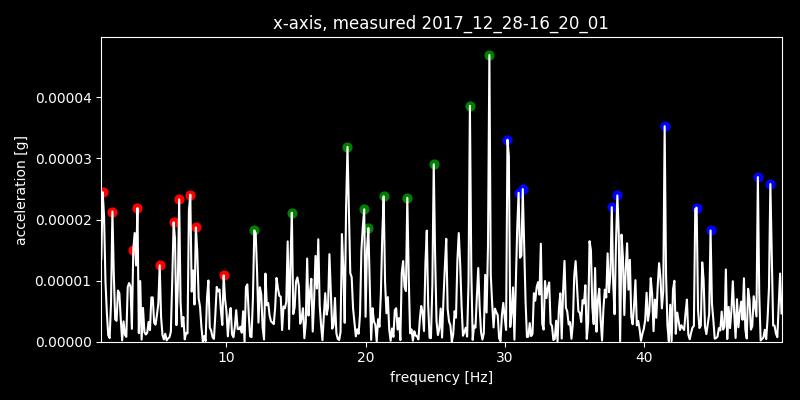 x-axis, measured 2017_12_28-16_20_01
acceleration [g]
0.00004
0.00003
0.00002
0.00001
0.00000
10 20 30 40
frequency [Hz]